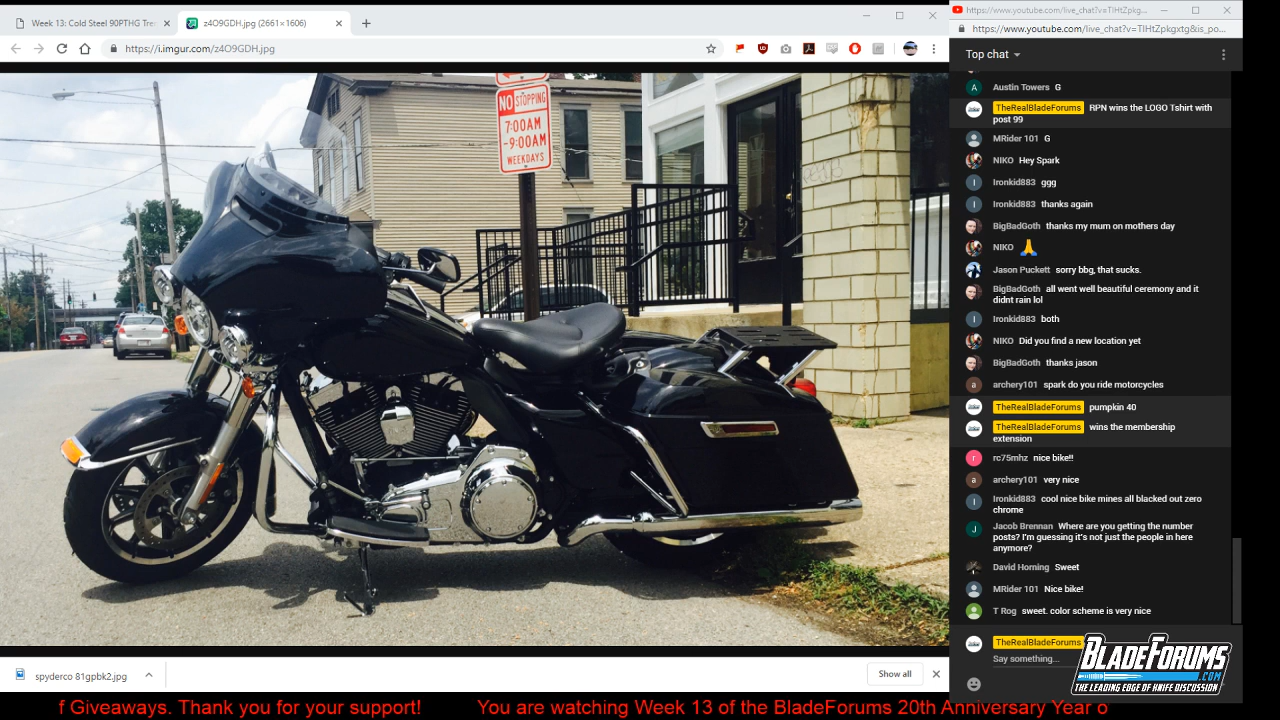 Week 13: Cold Steel 90PTHG Tre
z4O9GDH.jpg (2661×1606)
https://i.imgur.com/z4O9GDH.jpg
NO STOPPING
7:00AM
-9:00AM
WEEKDAYS
spyderco 81gpbk2.jpg
Show all
https://www.youtube.com/live_chat?v=TIHtZpkg...
https://www.youtube.com/live_chat?v=TIHtZpkgxtg&is_po...
Top chat
Austin Towers G
TheRealBladeForums RPN wins the LOGO Tshirt with
post 99
MRider 101 G
NIKO Hey Spark
Ironkid883 ggg
Ironkid883 thanks again
BigBadGoth thanks my mum on mothers day
NIKO 🙏
Jason Puckett sorry bbg, that sucks.
BigBadGoth all went well beautiful ceremony and it
didnt rain lol
Ironkid883 both
NIKO Did you find a new location yet
BigBadGoth thanks jason
archery101 spark do you ride motorcycles
TheRealBladeForums pumpkin 40
TheRealBladeForums wins the membership
extension
rc75mhz nice bike!!
archery101 very nice
Ironkid883 cool nice bike mines all blacked out zero
chrome
Jacob Brennan Where are you getting the number
posts? I'm guessing it's not just the people in here
anymore?
David Horning Sweet
MRider 101 Nice bike!
T Rog sweet. color scheme is very nice
TheRealBladeForums
Say something...
BLADEFORUMS
.COM
THE LEADING EDGE OF KNIFE DISCUSSION
f Giveaways. Thank you for your support! You are watching Week 13 of the BladeForums 20th Anniversary Year o